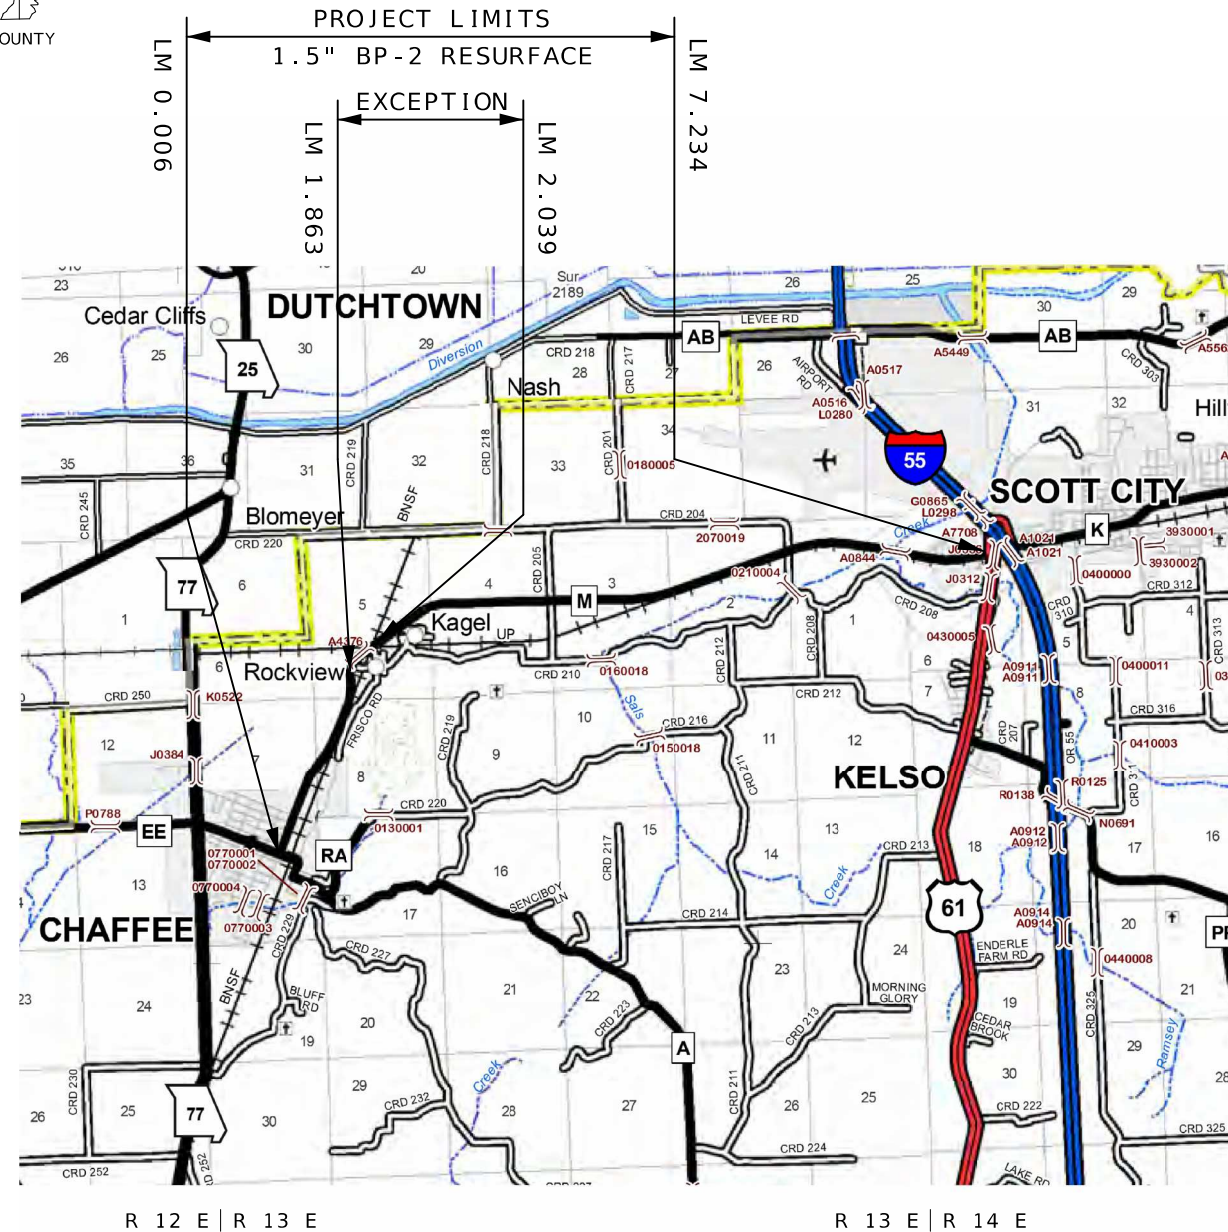 COUNTY
PROJECT LIMITS
1.5" BP-2 RESURFACE
EXCEPTION
LM 0.006
LM 1.863
LM 2.039
LM 7.234
23
20
Sur
2189
26
25
30
29
Cedar Cliffs
DUTCHTOWN
LEVEE RD
26
25
30
29
Diversion
CRD 218
CRD 217
28
27
AB
26
AIRPORT
RD
A5449
AB
CRD 303
25
Nash
A0517
A0516
L0280
31
32
35
36
31
CRD 219
32
CRD 218
33
CRD 201
34
0180005
55
CRD 245
BNSF
G0865
L0298
SCOTT CITY
Blomeyer
CRD 220
CRD 204
2070019
Creek
A7708
A1021
A1021
K
3930001
3930002
77
6
5
4
CRD 205
3
0210004
A0844
J0312
0400000
CRD 312
1
M
2
CRD 208
CRD
310
4
CRD 313
Kagel
UP
CRD 212
1
CRD 208
0430005
5
A4376
Rockview
6
CRD 210
0160018
6
A0911
A0911
0400011
CRD 250
K0522
FRISCO RD
CRD 219
Sals
CRD 212
7
8
12
J0384
7
10
CRD 216
0150018
11
12
CRD
207
OR 55
CRD 316
0410003
9
8
CRD 211
KELSO
R0125
R0138
N0691
P0788
EE
CRD 220
0130001
15
13
RA
0770001
0770002
0770004
0770003
CRD 217
14
CRD 213
18
A0912
A0912
17
16
13
16
Creek
CHAFFEE
CRD 229
17
SENCIBOY
LN
CRD 214
61
A0914
A0914
20
CRD 227
24
ENDERLE
FARM RD
0440008
23
24
BNSF
BLUFF
RD
19
20
21
22
CRD 223
23
CRD 213
MORNING
GLORY
19
CEDAR
BROOK
CRD 325
21
A
29
Ramsey
CRD 230
Creek
30
28
26
25
77
30
29
CRD 232
28
27
CRD 211
26
25
CRD 222
CRD 252
CRD 252
CRD 224
CRD 325
LAKE RD
R 12 E | R 13 E
R 13 E | R 14 E